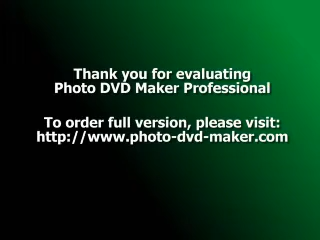 Thank you for evaluating
Photo DVD Maker Professional
To order full version, please visit:
http://www.photo-dvd-maker.com